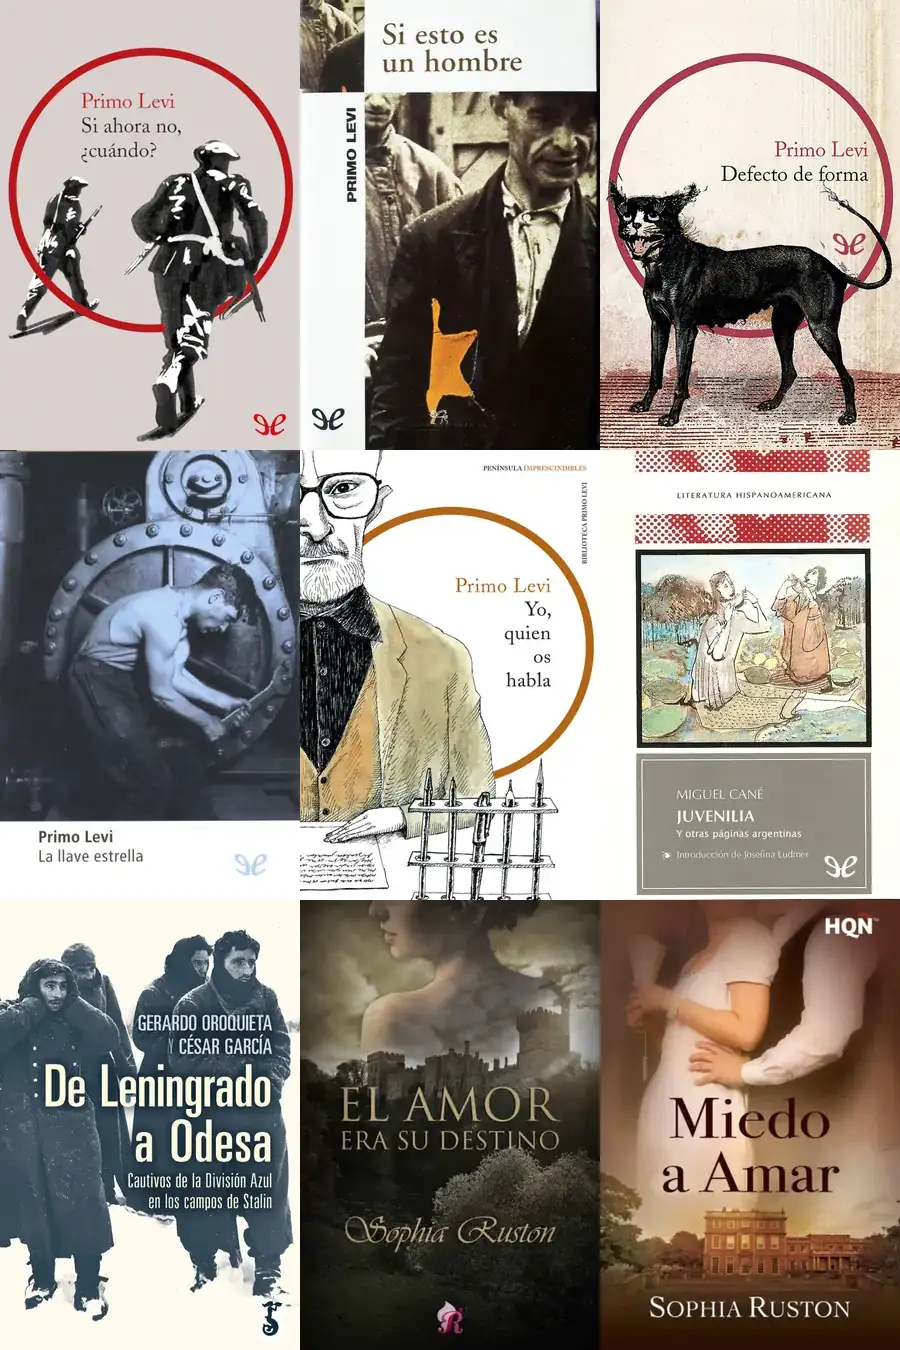 Primo Levi
Si ahora no,
¿cuándo?
Si esto es
un hombre
PRIMO LEVI
Primo Levi
Defecto de forma
Primo Levi
La llave estrella
PENÍNSULA IMPRESCINDIBLES
BIBLIOTECA PRIMO LEVI
Primo Levi
Yo,
quien
os
habla
LITERATURA HISPANOAMERICANA
MIGUEL CANÉ
JUVENILIA
Y otras páginas argentinas
Introducción de Josefina Ludmer
GERARDO OROQUIETA
Y CÉSAR GARCÍA
De Leningrado
a Odesa
Cautivos de la División Azul
en los campos de Stalin
EL AMOR
ERA SU DESTINO
Sophia Ruston
R
HQN™
Miedo
a Amar
SOPHIA RUSTON